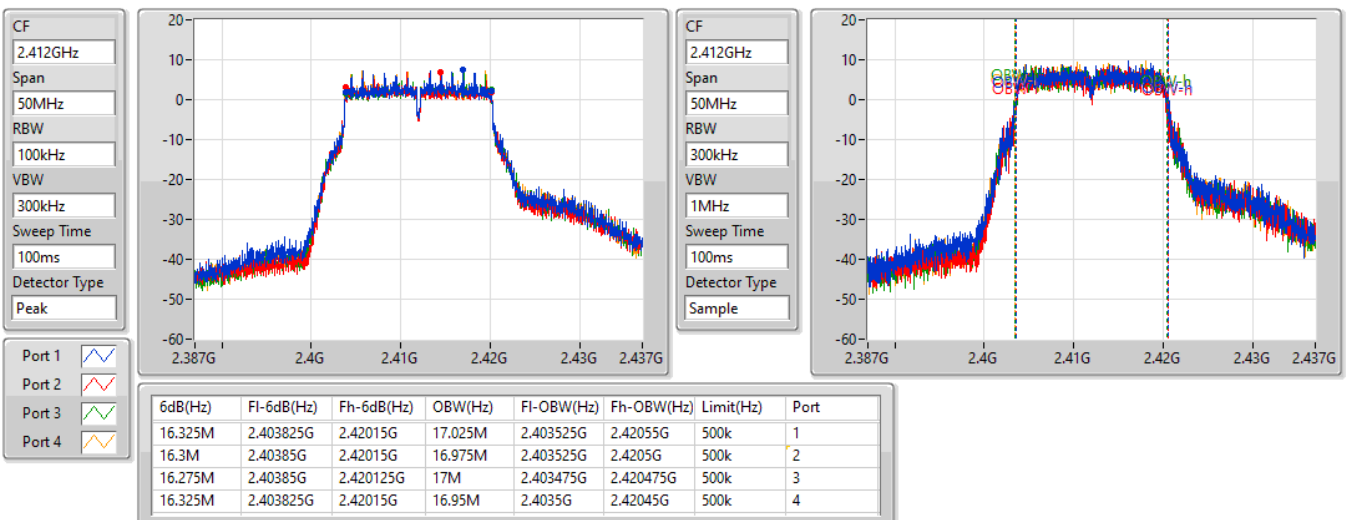 CF
2.412GHz
Span
50MHz
RBW
100kHz
VBW
300kHz
Sweep Time
100ms
Detector Type
Peak
20
10
0
-10
-20
-30
-40
-50
-60
2.387G 2.4G 2.41G 2.42G 2.43G 2.437G
CF
2.412GHz
Span
50MHz
RBW
300kHz
VBW
1MHz
Sweep Time
100ms
Detector Type
Sample
20
10
0
-10
-20
-30
-40
-50
-60
2.387G 2.4G 2.41G 2.42G 2.43G 2.437G
Port 1
Port 2
Port 3
Port 4
6dB(Hz) Fl-6dB(Hz) Fh-6dB(Hz) OBW(Hz) Fl-OBW(Hz) Fh-OBW(Hz) Limit(Hz) Port
16.325M 2.403825G 2.42015G 17.025M 2.403525G 2.42055G 500k 1
16.3M 2.40385G 2.42015G 16.975M 2.403525G 2.4205G 500k 2
16.275M 2.40385G 2.420125G 17M 2.403475G 2.420475G 500k 3
16.325M 2.403825G 2.42015G 16.95M 2.4035G 2.42045G 500k 4